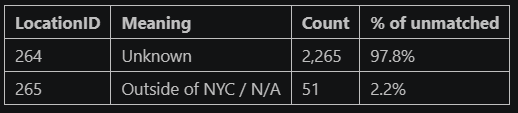 LocationID Meaning Count % of unmatched
264 Unknown 2,265 97.8%
265 Outside of NYC / N/A 51 2.2%